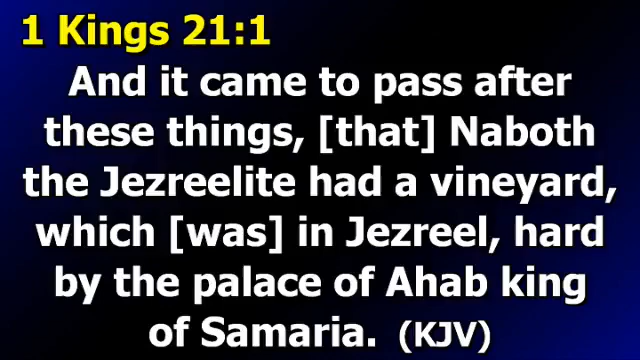 1 Kings 21:1
And it came to pass after
these things, [that] Naboth
the Jezreelite had a vineyard,
which [was] in Jezreel, hard
by the palace of Ahab king
of Samaria. (KJV)